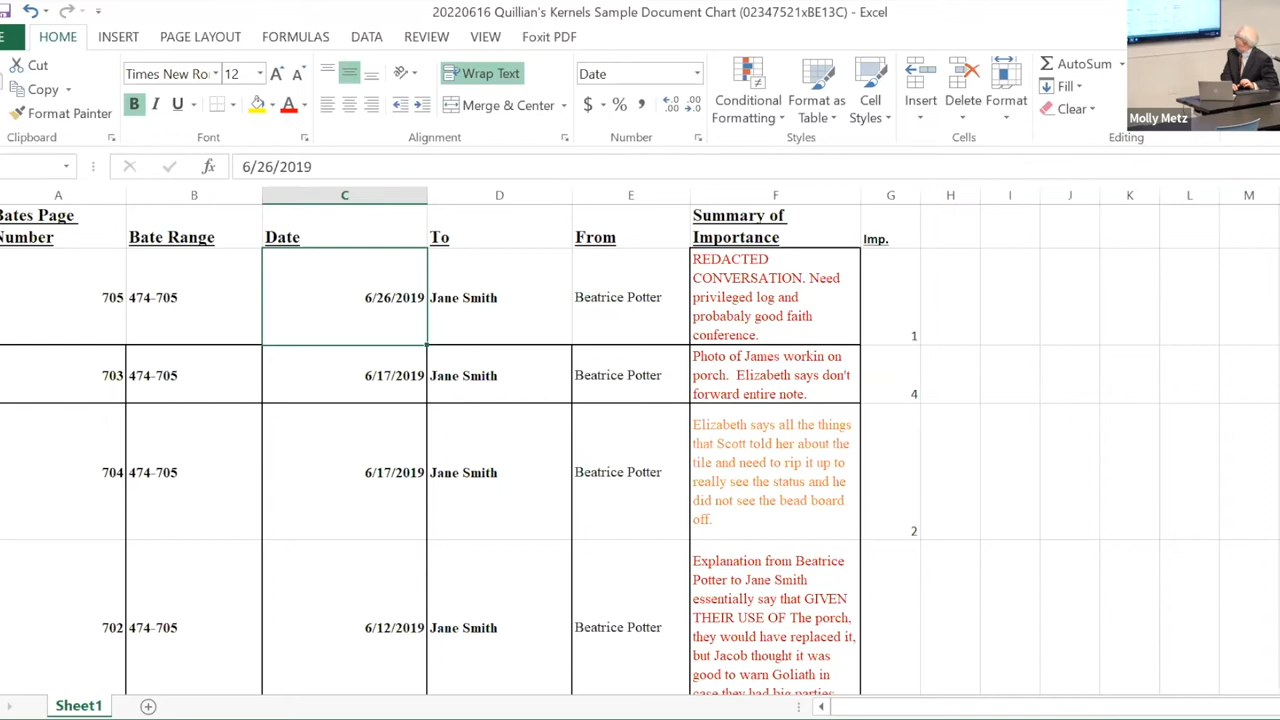 20220616 Quillian's Kernels Sample Document Chart (02347521xBE13C) - Excel
HOME INSERT PAGE LAYOUT FORMULAS DATA REVIEW VIEW Foxit PDF
Cut
Copy
Format Painter
Clipboard
Times New Ro 12
B I U
Font
Wrap Text
Merge & Center
Alignment
Date
$ %
Number
Conditional Formatting
Format as Table
Cell Styles
Styles
Insert Delete Format
Cells
AutoSum
Fill
Clear
Editing
Molly Metz
fx 6/26/2019
A B C D E F G H I J K L M
Bates Page
Number
Bate Range
Date
To
From
Summary of
Importance
Imp.
705 474-705 6/26/2019 Jane Smith Beatrice Potter
REDACTED
CONVERSATION. Need
privileged log and
probabaly good faith
conference.
1
703 474-705 6/17/2019 Jane Smith Beatrice Potter
Photo of James workin on
porch. Elizabeth says don't
forward entire note.
4
704 474-705 6/17/2019 Jane Smith Beatrice Potter
Elizabeth says all the things
that Scott told her about the
tile and need to rip it up to
really see the status and he
did not see the bead board
off.
2
702 474-705 6/12/2019 Jane Smith Beatrice Potter
Explanation from Beatrice
Potter to Jane Smith
essentially say that GIVEN
THEIR USE OF The porch,
they would have replaced it,
but Jacob thought it was
good to warn Goliath in
case they had big parties
Sheet1